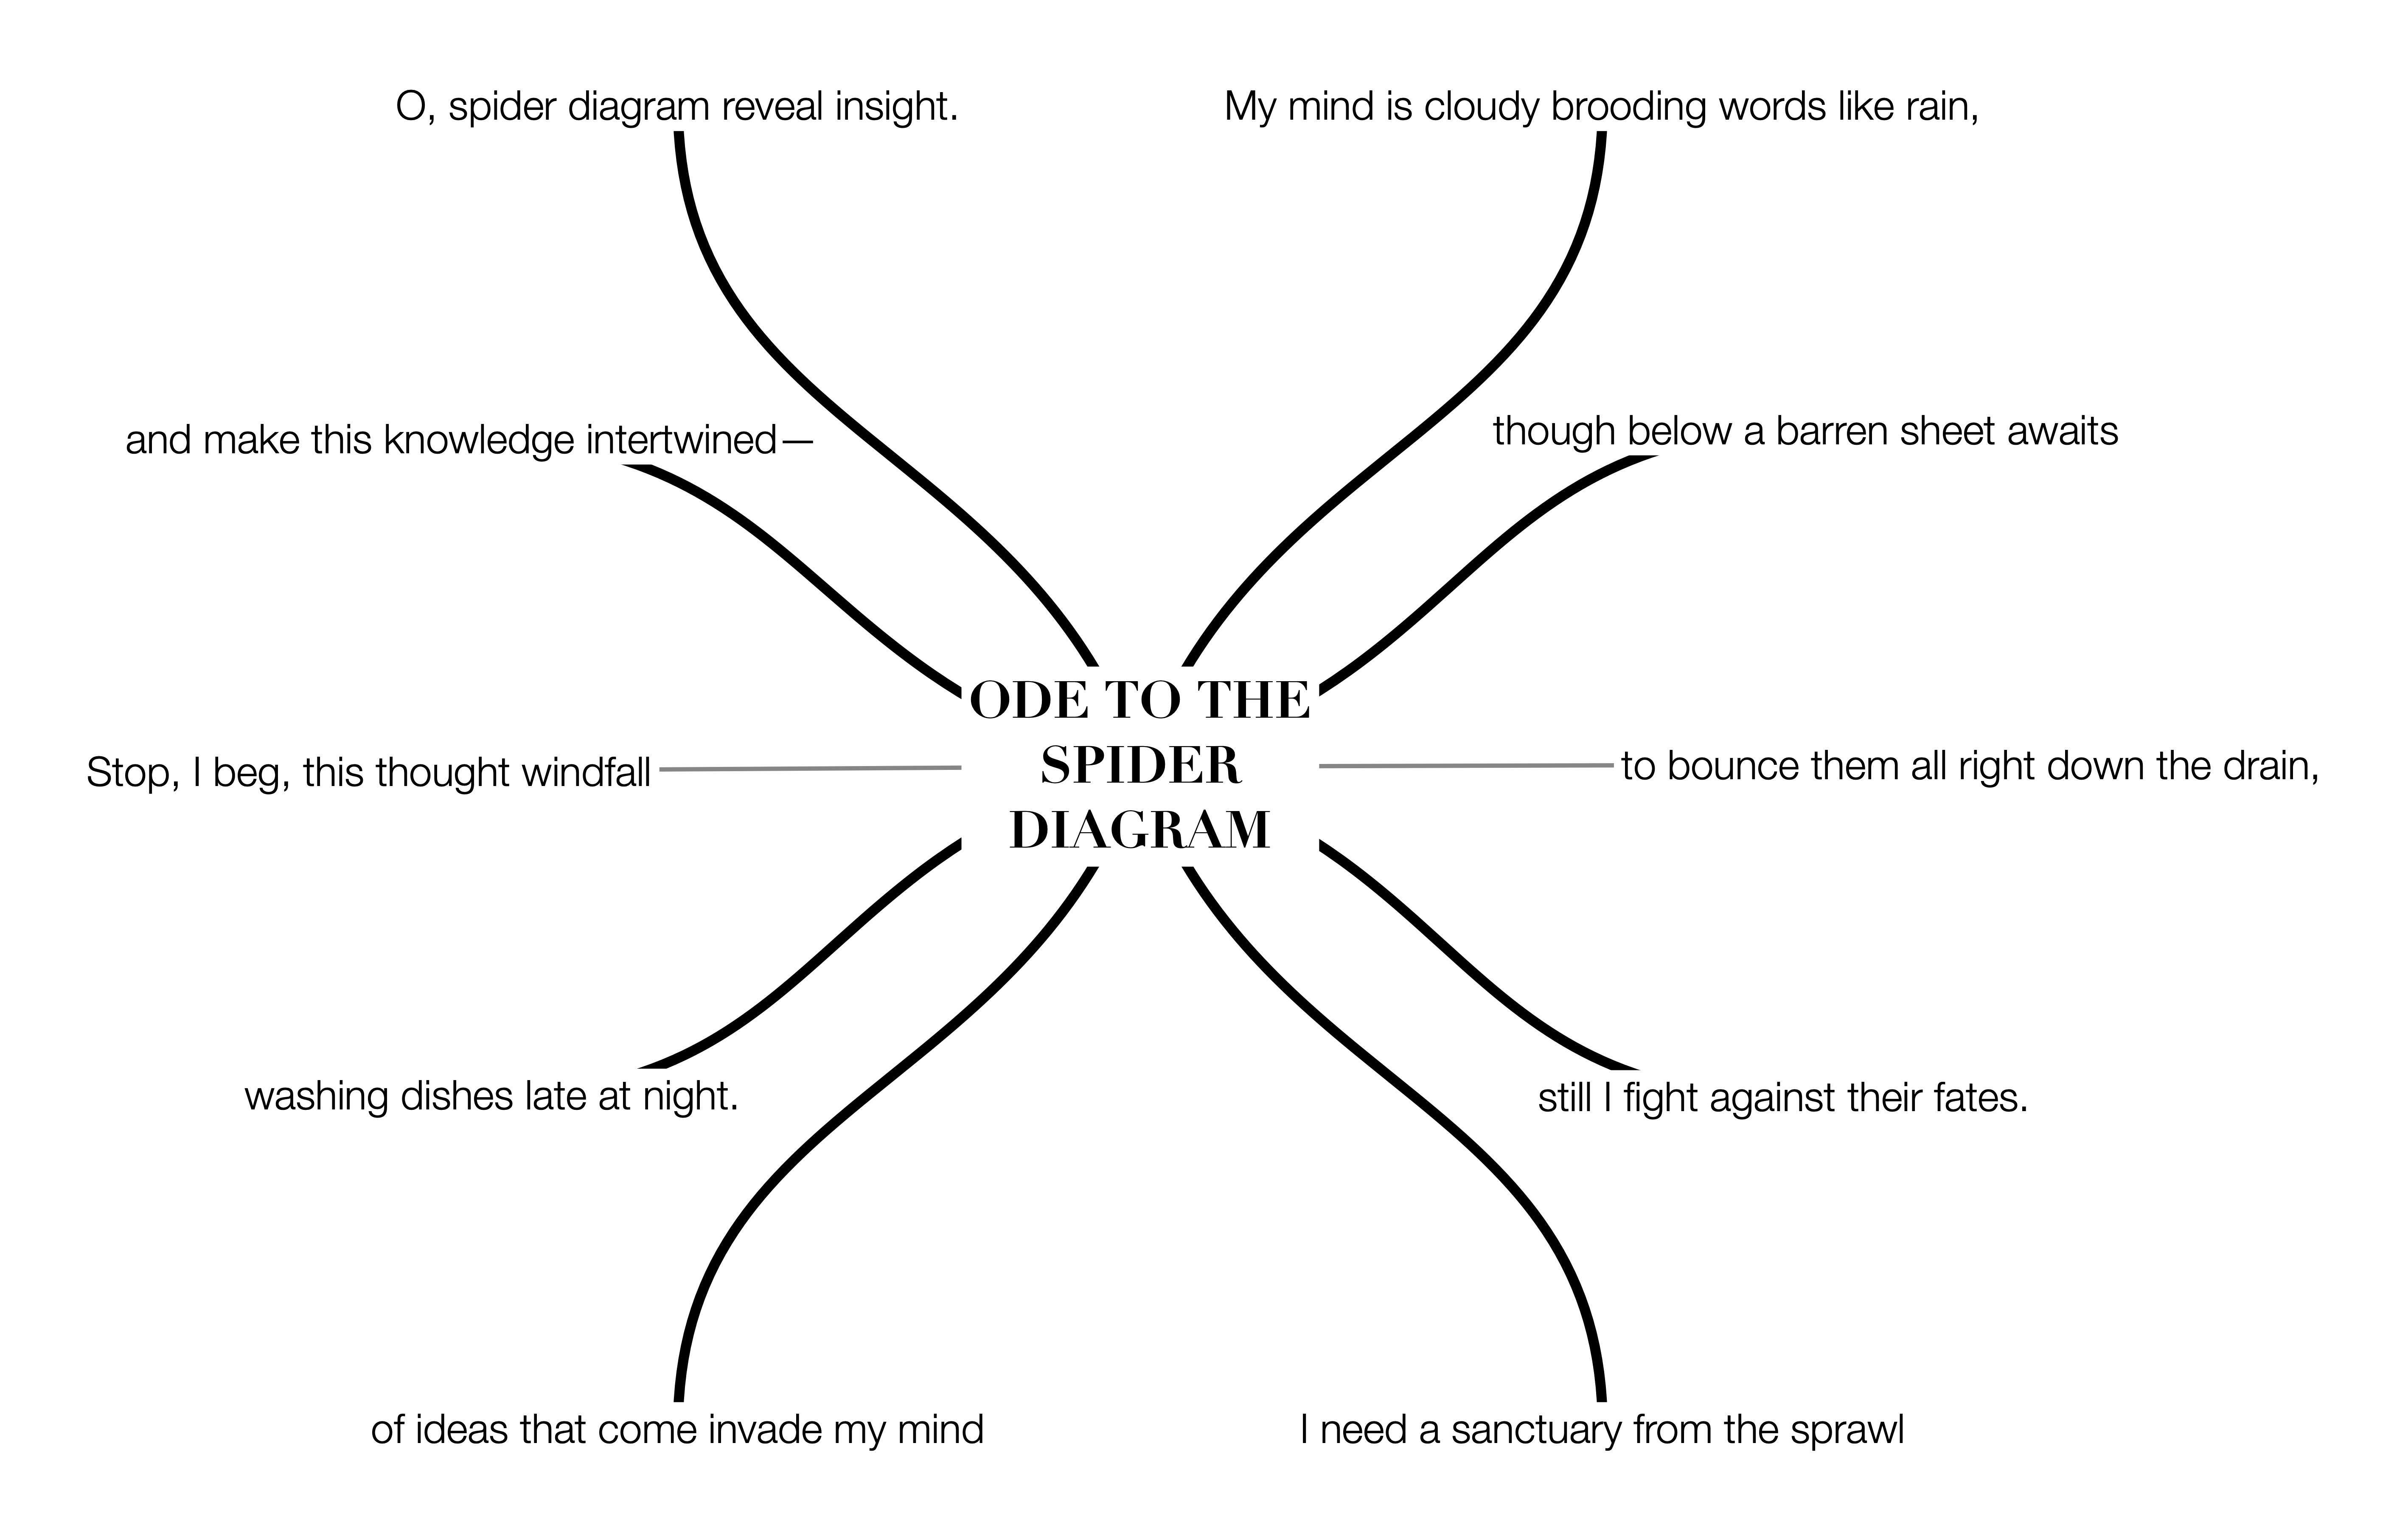 ODE TO THE
SPIDER
DIAGRAM
My mind is cloudy brooding words like rain,
though below a barren sheet awaits
to bounce them all right down the drain,
still I fight against their fates.
I need a sanctuary from the sprawl
of ideas that come invade my mind
washing dishes late at night.
Stop, I beg, this thought windfall
and make this knowledge intertwined—
O, spider diagram reveal insight.